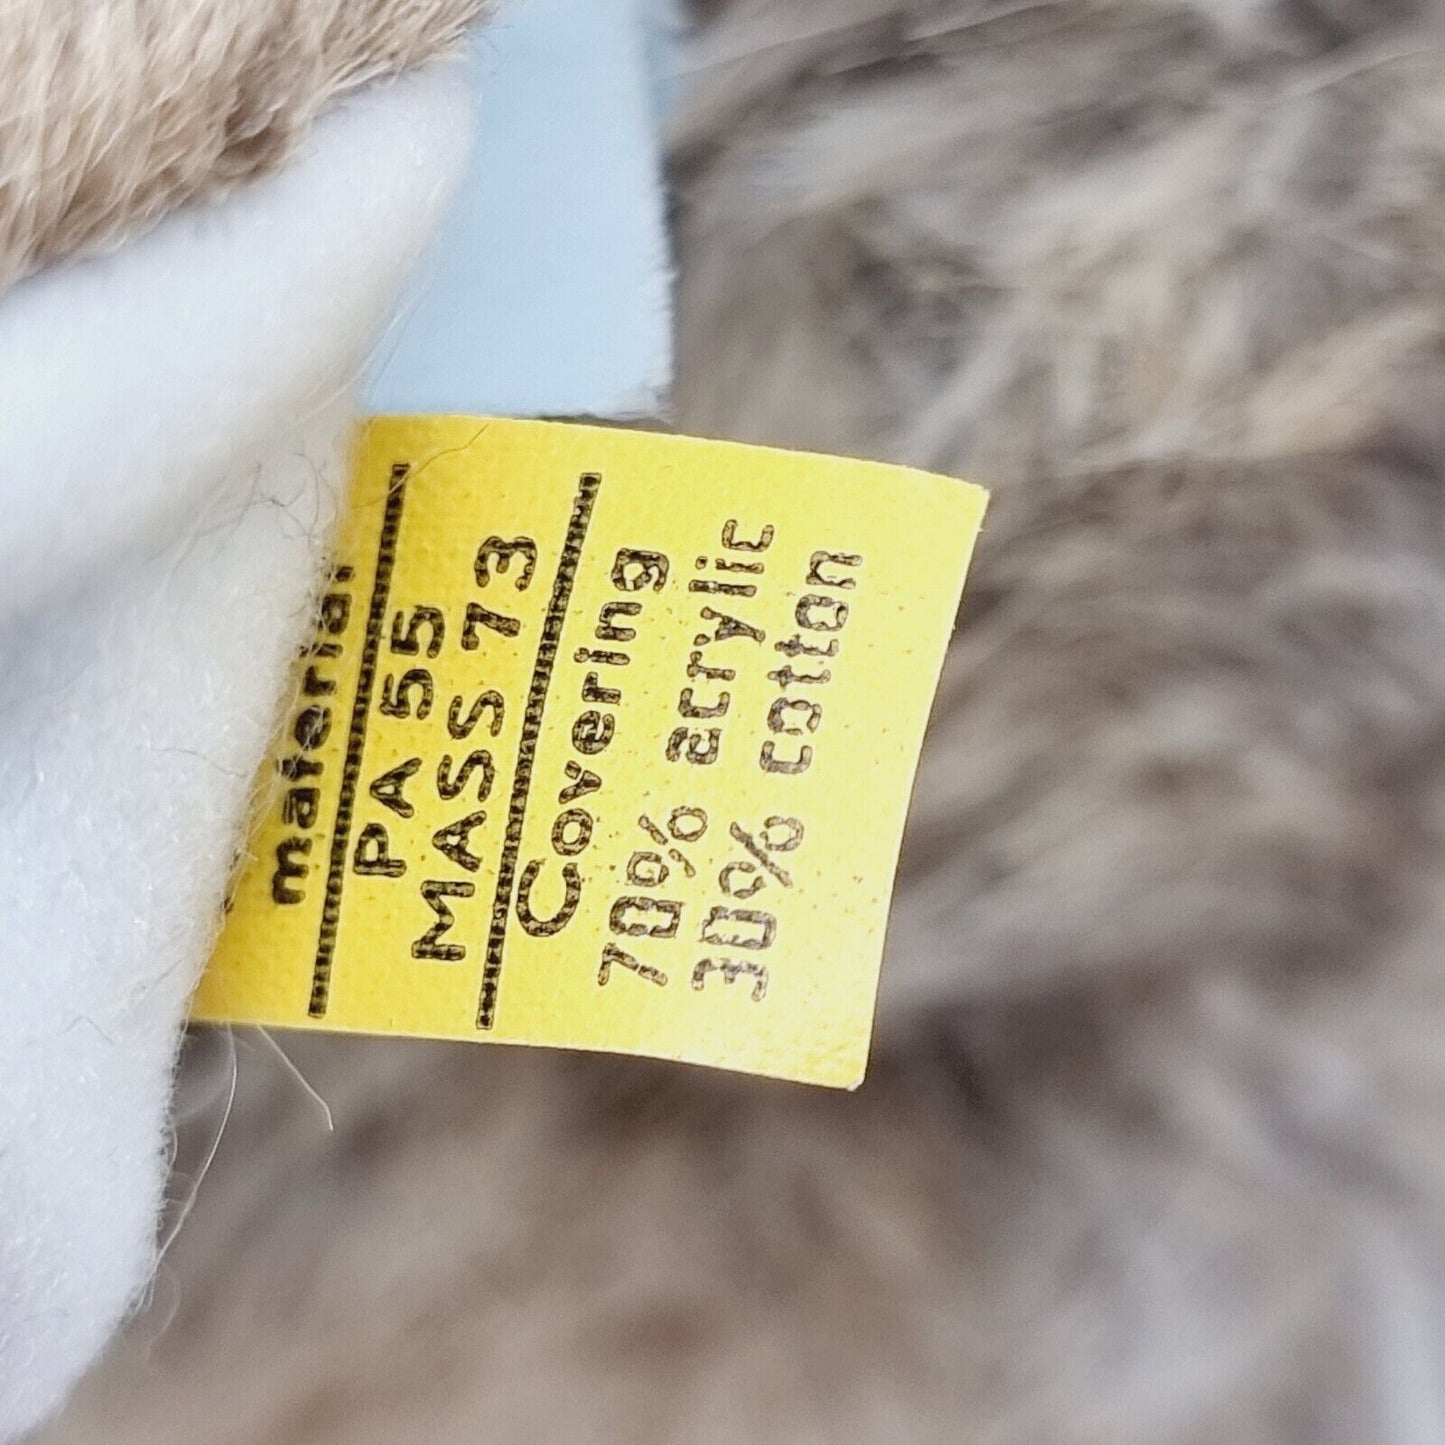 material
PA 55
MASS 73
Covering
70% acrylic
30% cotton